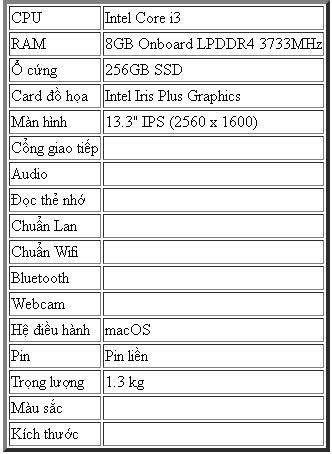 CPU Intel Core i3
RAM 8GB Onboard LPDDR4 3733MHz
Ổ cứng 256GB SSD
Card đồ họa Intel Iris Plus Graphics
Màn hình 13.3" IPS (2560 x 1600)
Cổng giao tiếp
Audio
Đọc thẻ nhớ
Chuẩn Lan
Chuẩn Wifi
Bluetooth
Webcam
Hệ điều hành macOS
Pin Pin liền
Trọng lượng 1.3 kg
Màu sắc
Kích thước